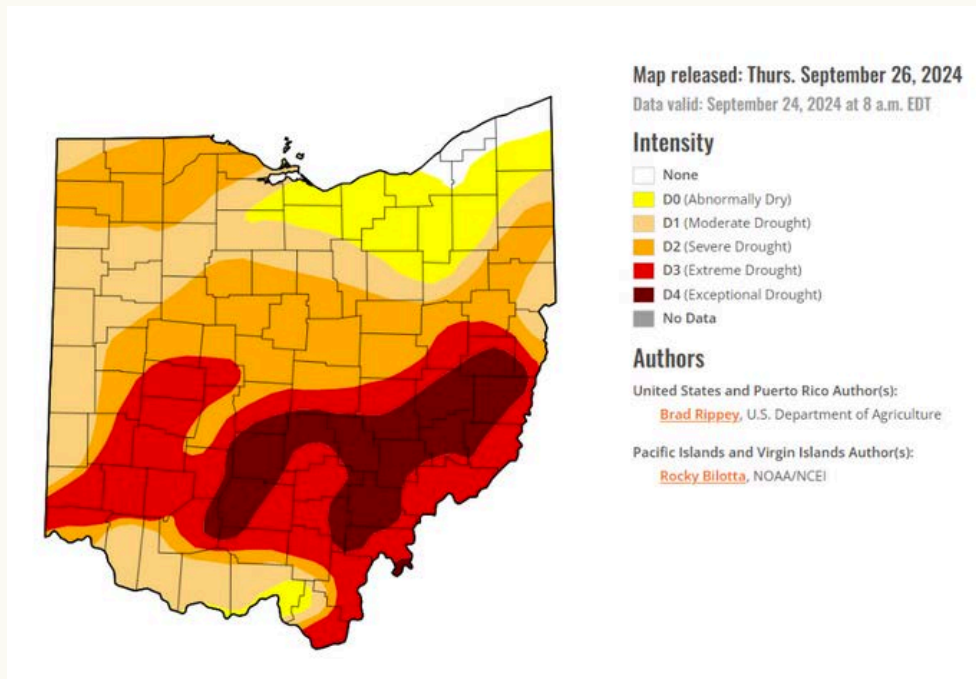 Map released: Thurs. September 26, 2024
Data valid: September 24, 2024 at 8 a.m. EDT
Intensity
None
D0 (Abnormally Dry)
D1 (Moderate Drought)
D2 (Severe Drought)
D3 (Extreme Drought)
D4 (Exceptional Drought)
No Data
Authors
United States and Puerto Rico Author(s):
Brad Rippey, U.S. Department of Agriculture
Pacific Islands and Virgin Islands Author(s):
Rocky Bilotta, NOAA/NCEI